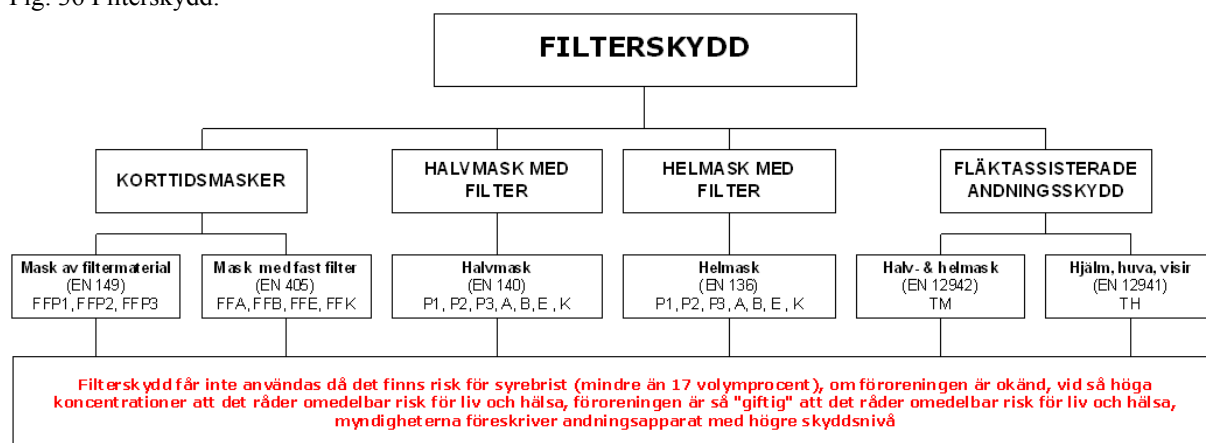 Fig. 36 Filterskydd.
FILTERSKYDD
KORTTIDSMASKER
HALVMASK MED
FILTER
HELMASK MED
FILTER
FLÄKTASSISTERADE
ANDNINGSSKYDD
Mask av filtermaterial
(EN 149)
FFP1, FFP2, FFP3
Mask med fast filter
(EN 405)
FFA, FFB, FFE, FFK
Halvmask
(EN 140)
P1, P2, P3, A, B, E , K
Helmask
(EN 136)
P1, P2, P3, A, B, E , K
Halv- & helmask
(EN 12942)
TM
Hjälm, huva, visir
(EN 12941)
TH
Filterskydd får inte användas då det finns risk för syrebrist (mindre än 17 volymprocent), om föroreningen är okänd, vid så höga
koncentrationer att det råder omedelbar risk för liv och hälsa, föroreningen är så "giftig" att det råder omedelbar risk för liv och hälsa,
myndigheterna föreskriver andningsapparat med högre skyddsnivå